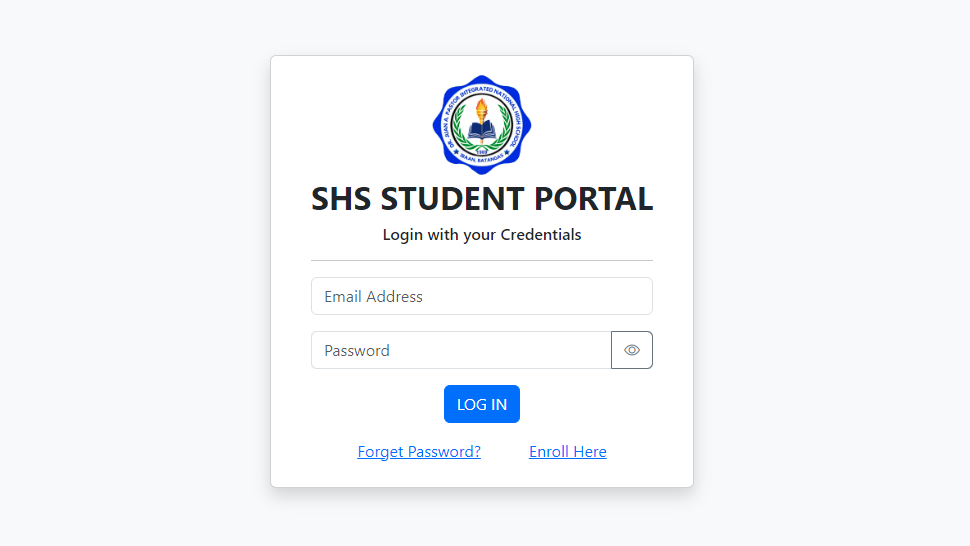 DR. JUAN A. PASTOR INTEGRATED NATIONAL HIGH SCHOOL
IBAAN, BATANGAS
SHS STUDENT PORTAL
Login with your Credentials
Email Address
Password
LOG IN
Forget Password? Enroll Here